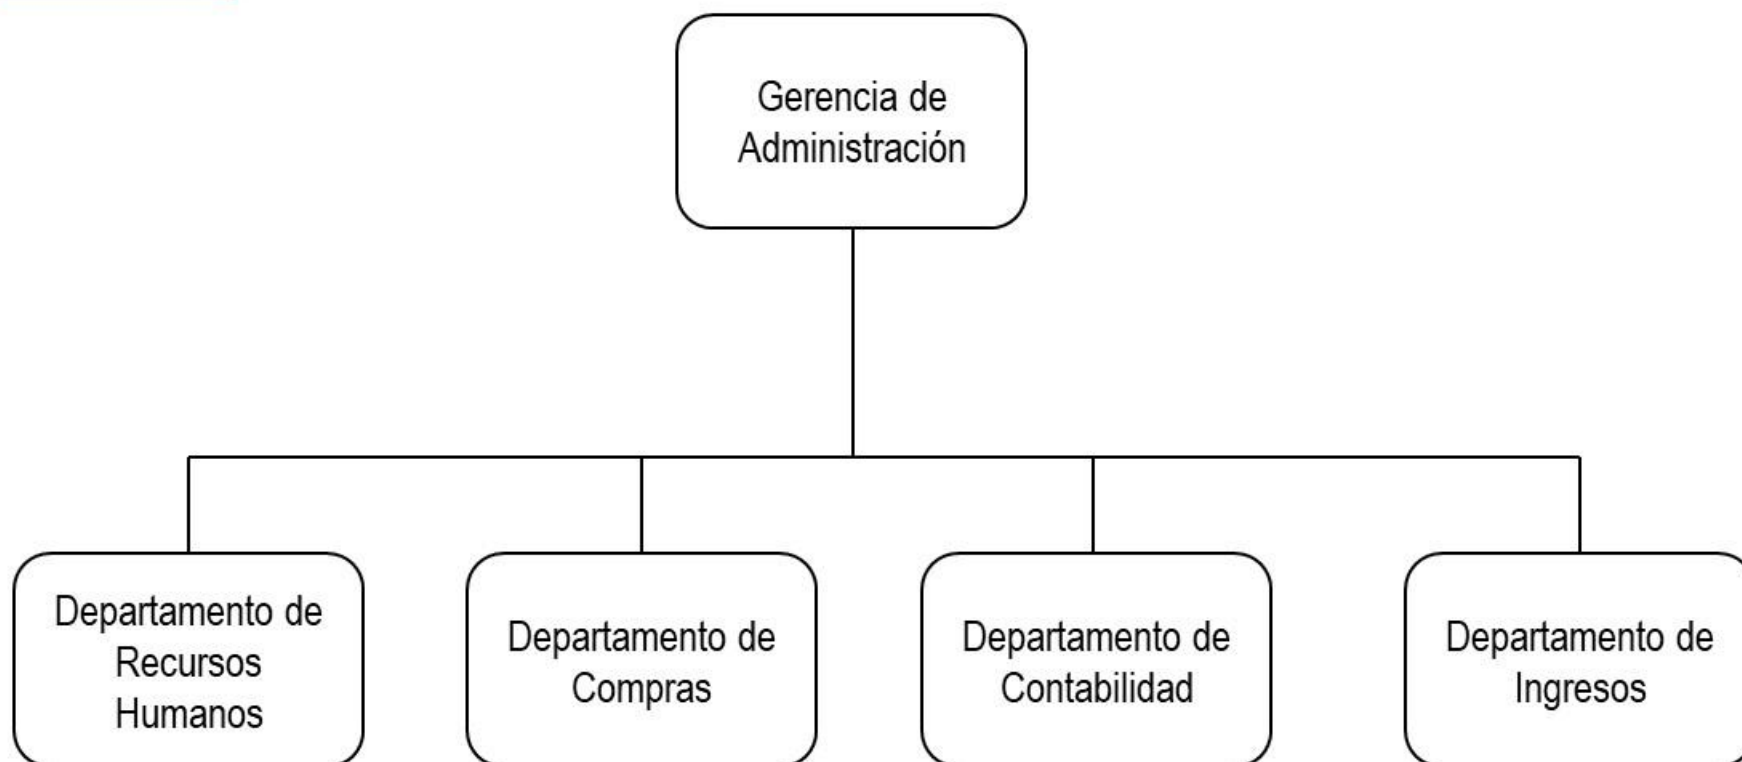 Gerencia de
Administración
Departamento de
Recursos
Humanos
Departamento de
Compras
Departamento de
Contabilidad
Departamento de
Ingresos